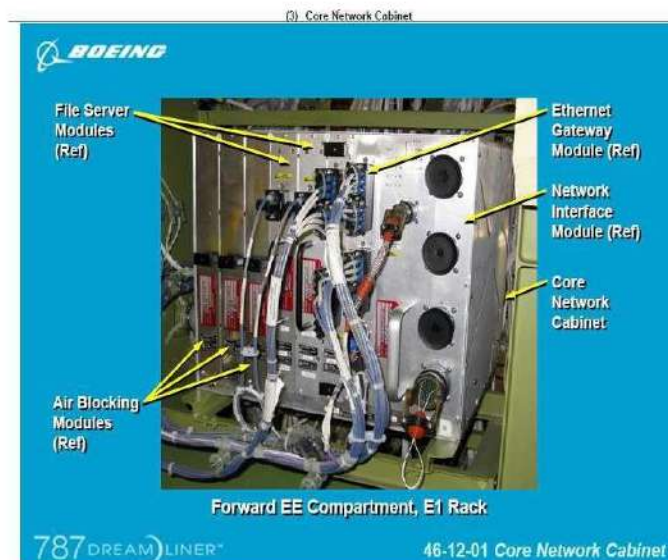 (3) Core Network Cabinet
BOEING
File Server
Modules
(Ref)
Ethernet
Gateway
Module (Ref)
Network
Interface
Module (Ref)
Core
Network
Cabinet
Air Blocking
Modules
(Ref)
Forward EE Compartment, E1 Rack
787 DREAMLINER™
46-12-01 Core Network Cabinet